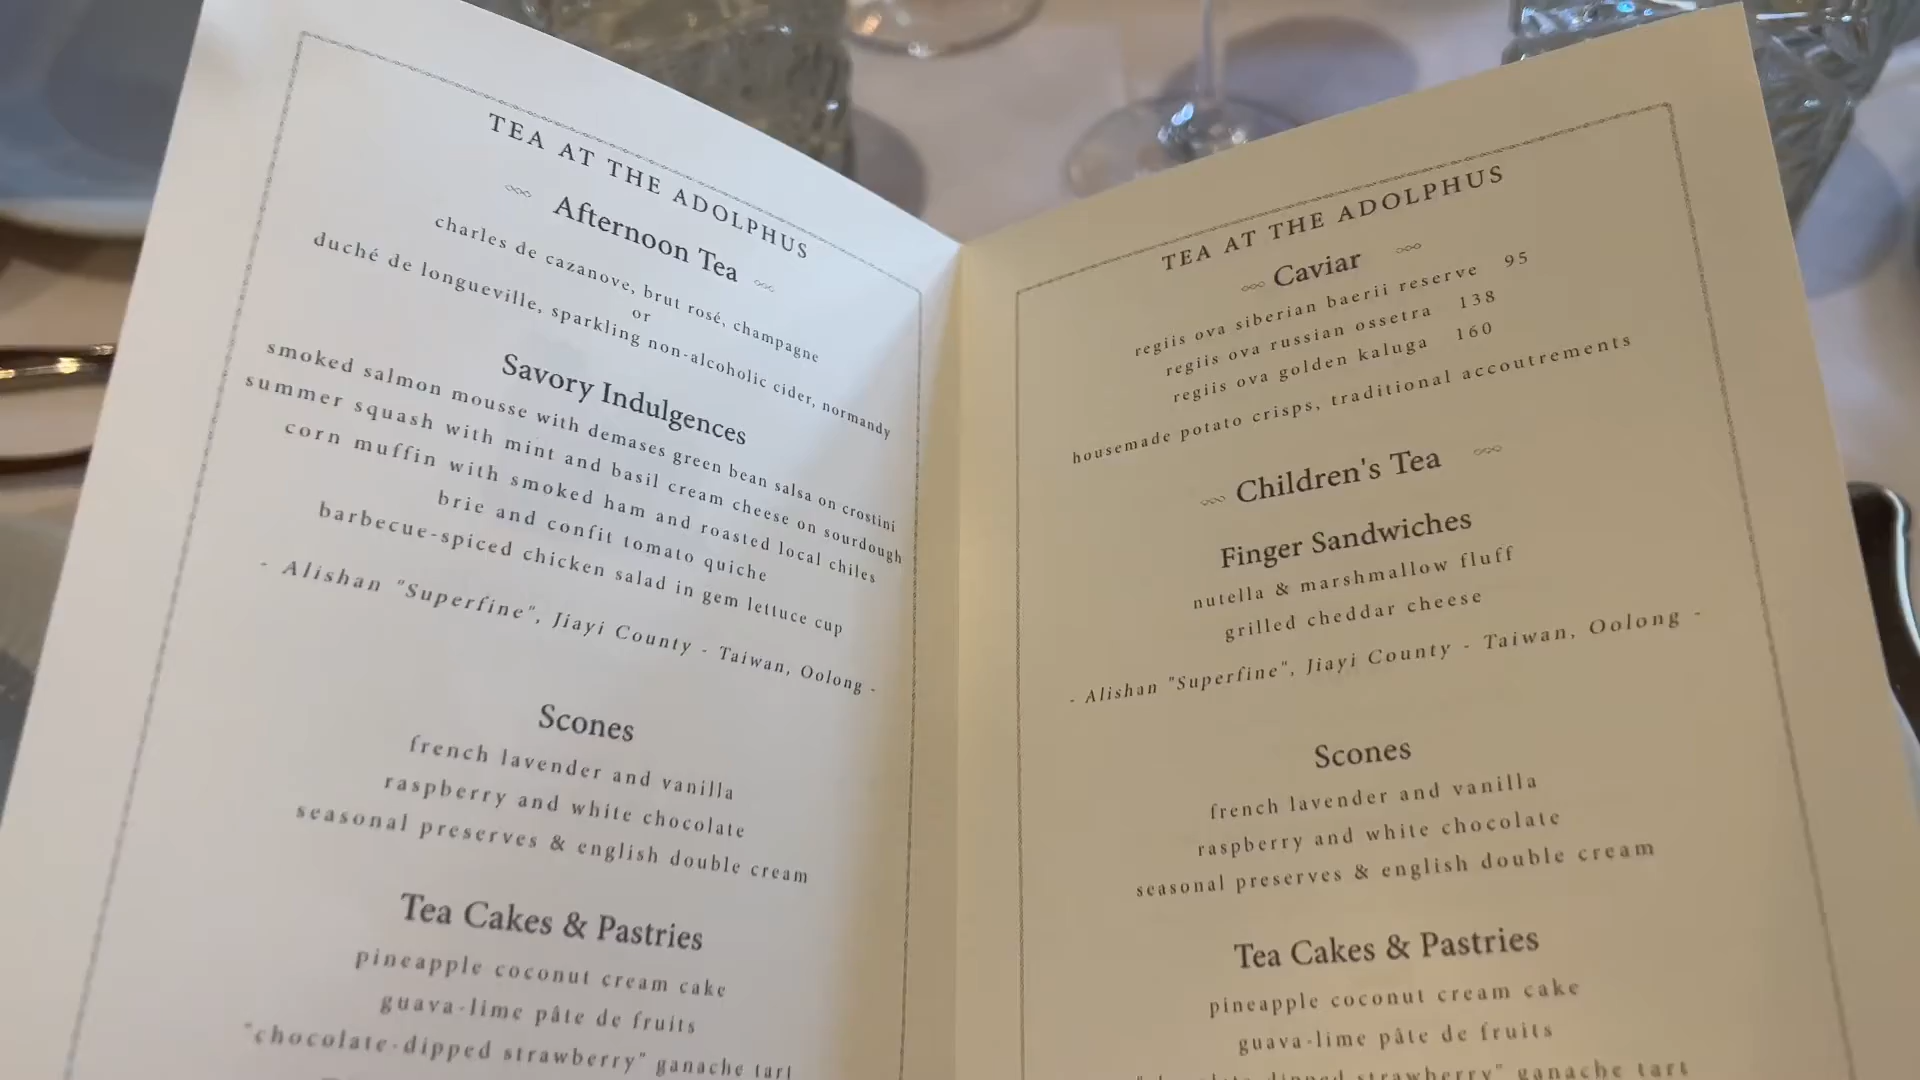 TEA AT THE ADOLPHUS
Afternoon Tea
charles de cazanove, brut rosé, champagne
or
duché de longueville, sparkling non-alcoholic cider, normandy
Savory Indulgences
smoked salmon mousse with demases green bean salsa on crostini
summer squash with mint and basil cream cheese on sourdough
corn muffin with smoked ham and roasted local chiles
brie and confit tomato quiche
barbecue-spiced chicken salad in gem lettuce cup
- Alishan "Superfine", Jiayi County - Taiwan, Oolong -
Scones
french lavender and vanilla
raspberry and white chocolate
seasonal preserves & english double cream
Tea Cakes & Pastries
pineapple coconut cream cake
guava-lime pâte de fruits
"chocolate-dipped strawberry" ganache tart
TEA AT THE ADOLPHUS
Caviar
regiis ova siberian baerii reserve 95
regiis ova russian ossetra 138
regiis ova golden kaluga 160
housemade potato crisps, traditional accoutrements
Children's Tea
Finger Sandwiches
nutella & marshmallow fluff
grilled cheddar cheese
- Alishan "Superfine", Jiayi County - Taiwan, Oolong -
Scones
french lavender and vanilla
raspberry and white chocolate
seasonal preserves & english double cream
Tea Cakes & Pastries
pineapple coconut cream cake
guava-lime pâte de fruits
"chocolate-dipped strawberry" ganache tart